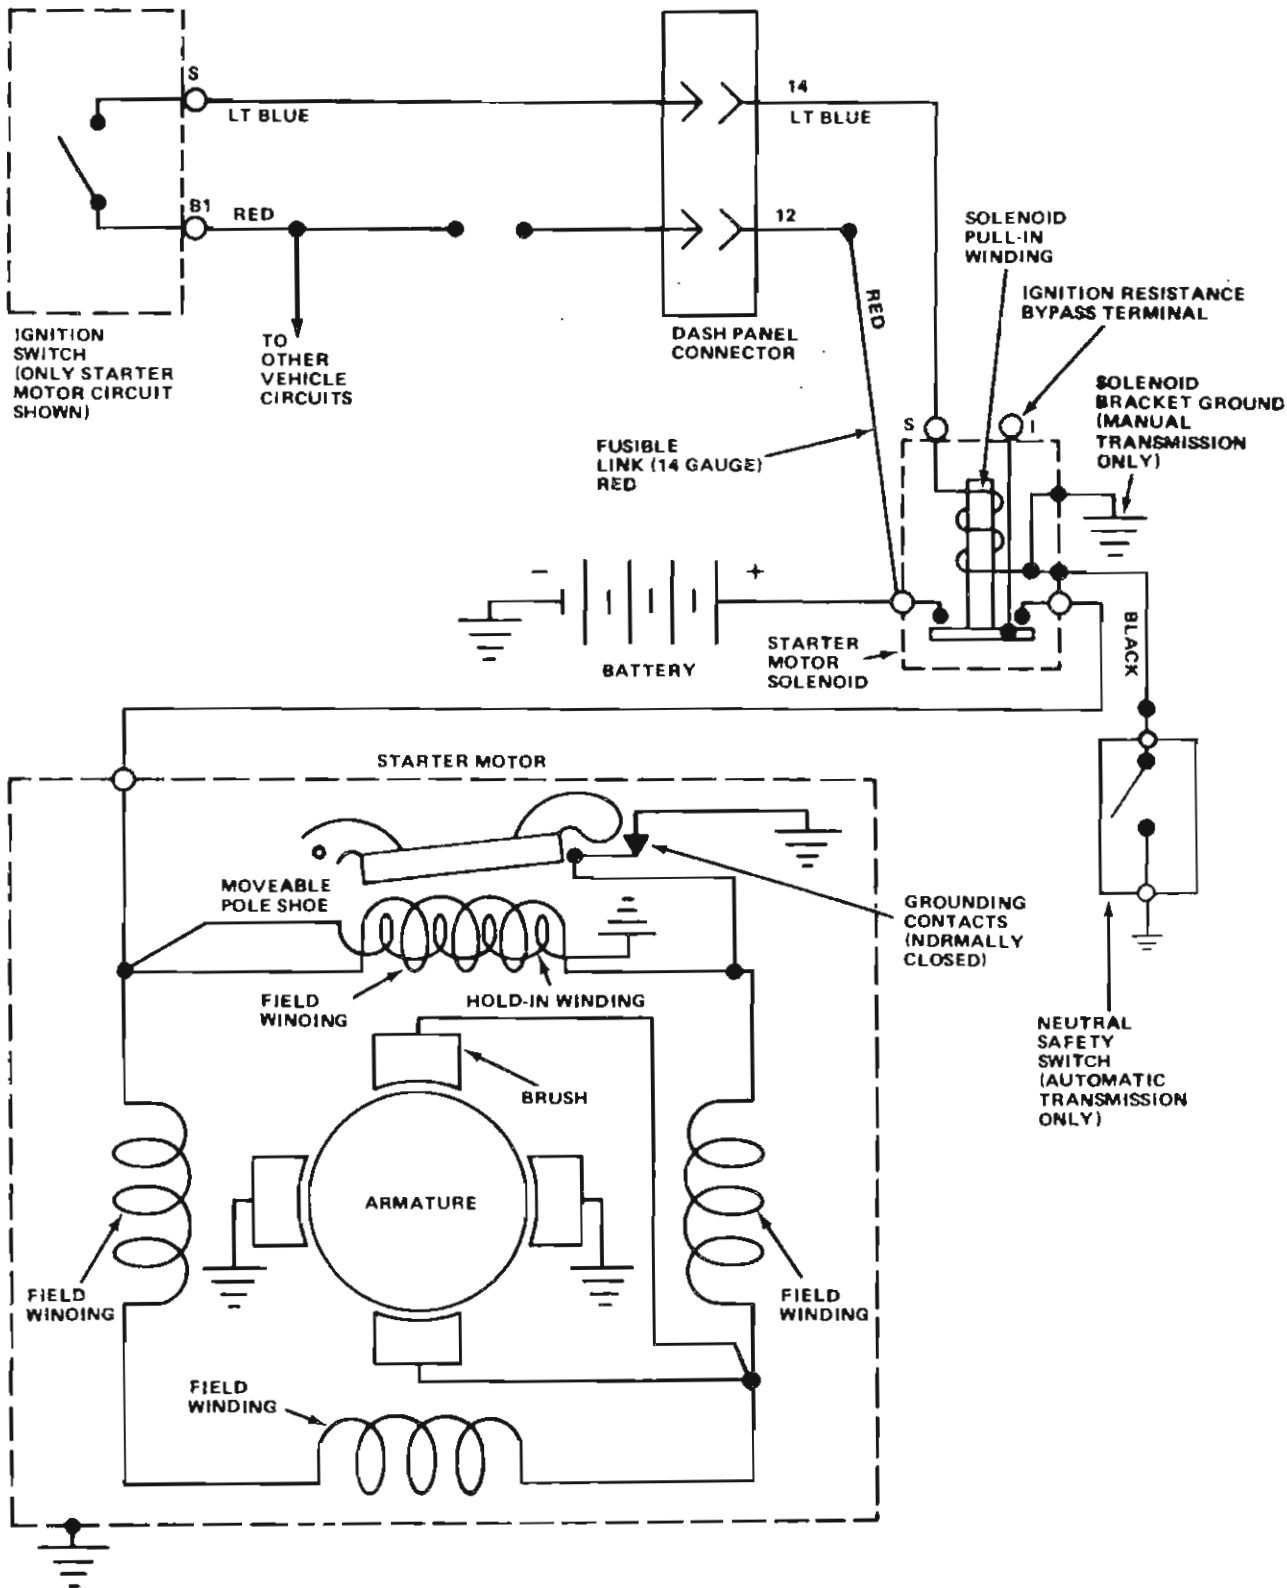 S
LT BLUE
14
LT BLUE
B1
RED
12
RED
IGNITION
SWITCH
(ONLY STARTER
MOTOR CIRCUIT
SHOWN)
TO
OTHER
VEHICLE
CIRCUITS
DASH PANEL
CONNECTOR
SOLENOID
PULL-IN
WINDING
IGNITION RESISTANCE
BYPASS TERMINAL
SOLENOID
BRACKET GROUND
(MANUAL
TRANSMISSION
ONLY)
S
I
FUSIBLE
LINK (14 GAUGE)
RED
-
+
BATTERY
STARTER
MOTOR
SOLENOID
BLACK
STARTER MOTOR
MOVEABLE
POLE SHOE
GROUNDING
CONTACTS
(NDRMALLY
CLOSED)
FIELD
WINOING
HOLD-IN WINDING
BRUSH
NEUTRAL
SAFETY
SWITCH
(AUTOMATIC
TRANSMISSION
ONLY)
ARMATURE
FIELD
WINOING
FIELD
WINDING
FIELD
WINDING